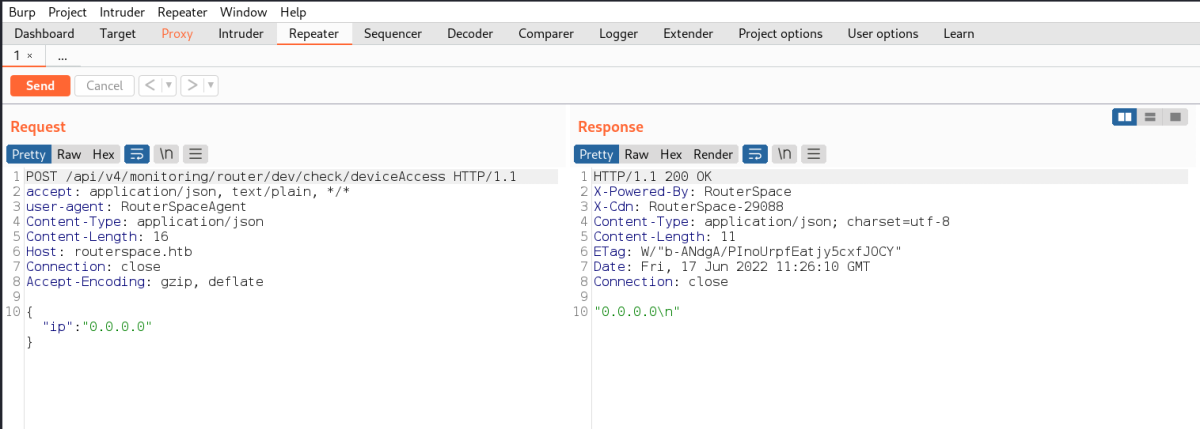 Burp Project Intruder Repeater Window Help
Dashboard Target Proxy Intruder Repeater Sequencer Decoder Comparer Logger Extender Project options User options Learn
1 × ...
Send Cancel < ▼ > ▼
Request
Pretty Raw Hex \n
1 POST /api/v4/monitoring/router/dev/check/deviceAccess HTTP/1.1
2 accept: application/json, text/plain, */*
3 user-agent: RouterSpaceAgent
4 Content-Type: application/json
5 Content-Length: 16
6 Host: routerspace.htb
7 Connection: close
8 Accept-Encoding: gzip, deflate
9
10 {
"ip":"0.0.0.0"
}
Response
Pretty Raw Hex Render \n
1 HTTP/1.1 200 OK
2 X-Powered-By: RouterSpace
3 X-Cdn: RouterSpace-29088
4 Content-Type: application/json; charset=utf-8
5 Content-Length: 11
6 ETag: W/"b-ANdgA/PInoUrpfEatjy5cxfJOCY"
7 Date: Fri, 17 Jun 2022 11:26:10 GMT
8 Connection: close
9
10 "0.0.0.0\n"